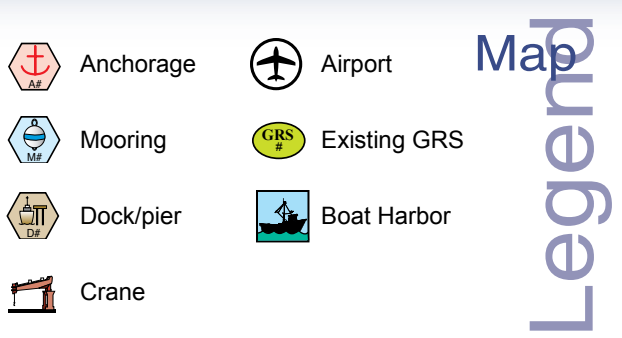 Map
Legend
Anchorage
A#
Airport
Mooring
M#
GRS
#
Existing GRS
Dock/pier
D#
Boat Harbor
Crane